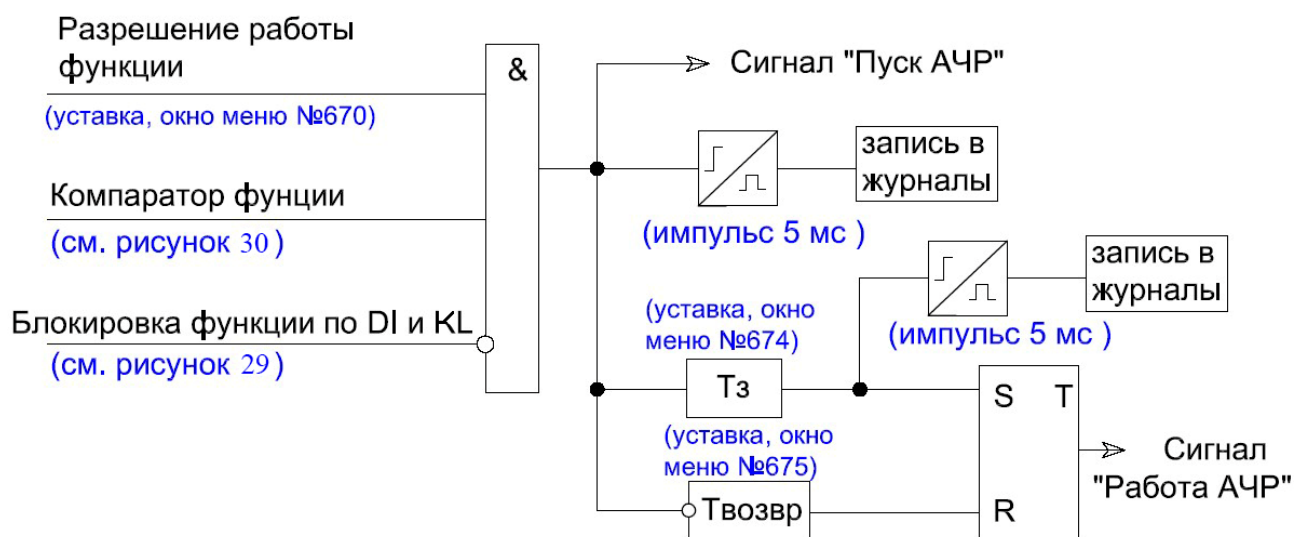 Разрешение работы
функции
(уставка, окно меню №670)
&
Сигнал "Пуск АЧР"
Компаратор фунции
(см. рисунок 30 )
запись в
журналы
(импульс 5 мс )
Блокировка функции по DI и KL
(см. рисунок 29 )
запись в
журналы
(импульс 5 мс )
(уставка, окно
меню №674)
Тз
(уставка, окно
меню №675)
Твозвр
S T
R
Сигнал
"Работа АЧР"